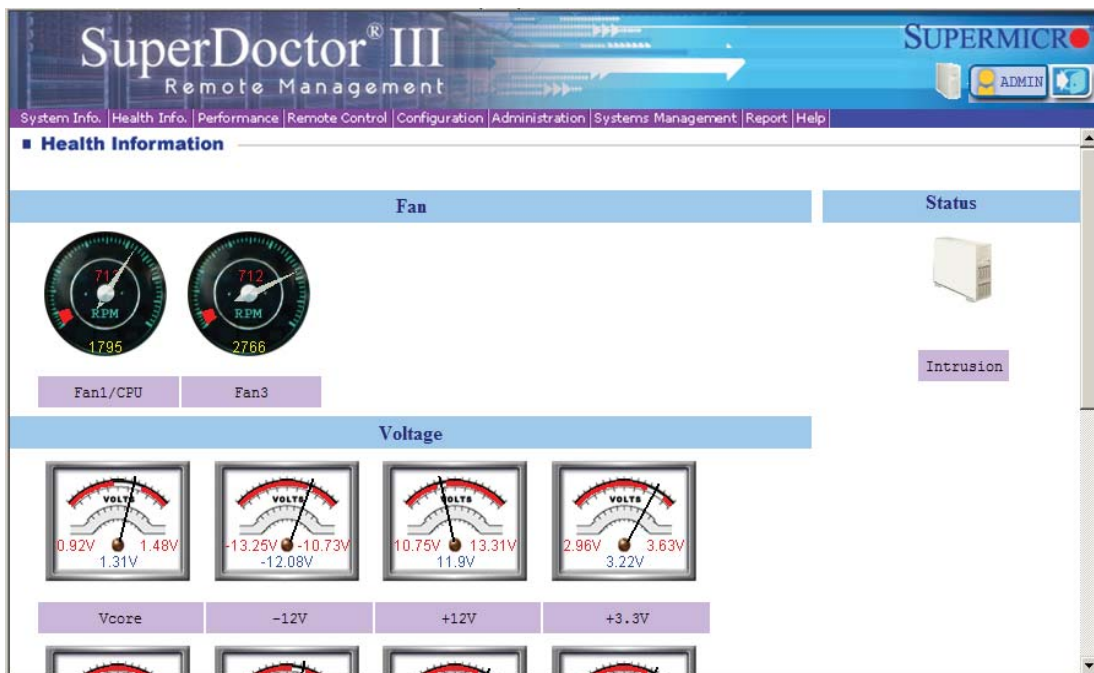 SuperDoctor® III
Remote Management
SUPERMICR
ADMIN
System Info. Health Info. Performance Remote Control Configuration Administration Systems Management Report Help
Health Information
Fan
Status
712
RPM
1795
RPM
2766
Fan1/CPU Fan3
Intrusion
Voltage
VOLTS VOLTS VOLTS VOLTS
0.92V 1.48V -13.25V -10.73V 10.75V 13.31V 2.96V 3.63V
1.31V -12.08V 11.9V 3.22V
Vcore -12V +12V +3.3V